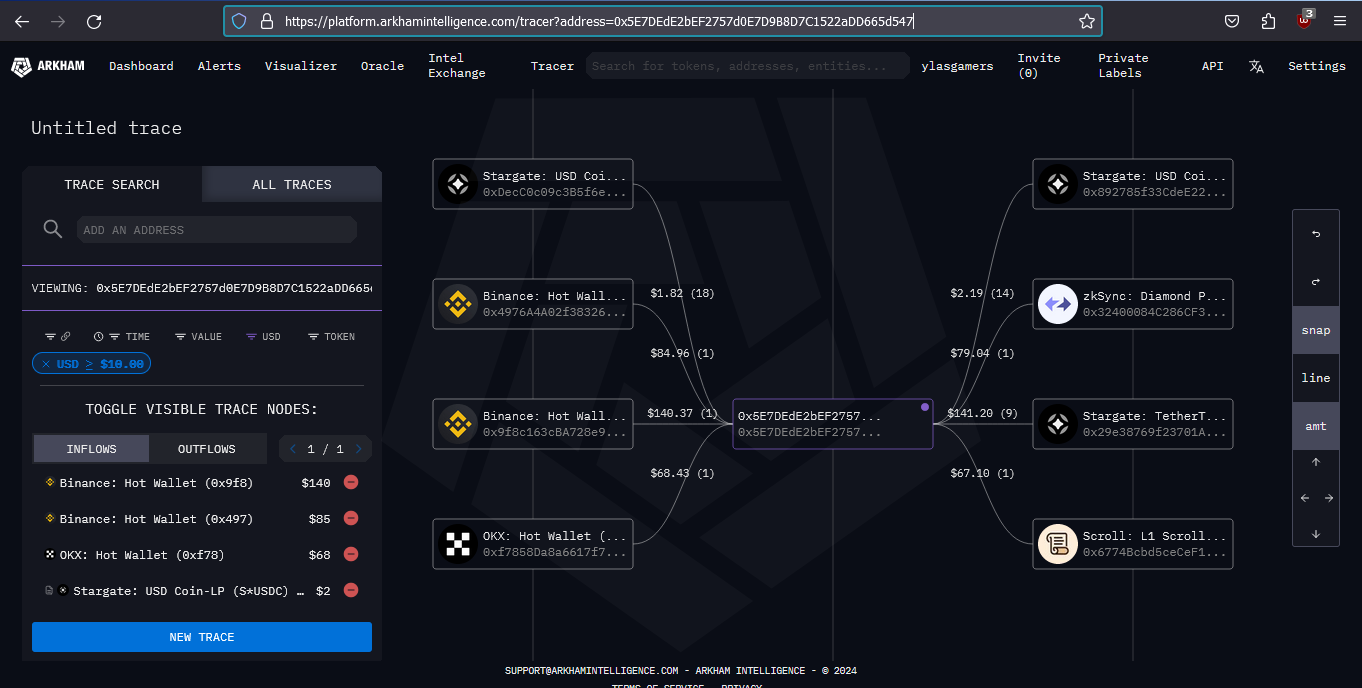 https://platform.arkhamintelligence.com/tracer?address=0x5E7DEdE2bEF2757d0E7D9B8D7C1522aDD665d547
3
ARKHAM
Dashboard
Alerts
Visualizer
Oracle
Intel
Exchange
Tracer
Search for tokens, addresses, entities...
ylasgamers
Invite
(0)
Private
Labels
API
Settings
Untitled trace
TRACE SEARCH
ALL TRACES
ADD AN ADDRESS
VIEWING: 0x5E7DEdE2bEF2757d0E7D9B8D7C1522aDD665
TIME
VALUE
USD
TOKEN
× USD ≥ $10.00
TOGGLE VISIBLE TRACE NODES:
INFLOWS
OUTFLOWS
1 / 1
Binance: Hot Wallet (0x9f8)
$140
Binance: Hot Wallet (0x497)
$85
OKX: Hot Wallet (0xf78)
$68
Stargate: USD Coin-LP (S*USDC) …
$2
NEW TRACE
Stargate: USD Coi...
0xDecC0c09c3B5f6e...
Binance: Hot Wall...
0x4976A4A02f38326...
Binance: Hot Wall...
0x9f8c163cBA728e9...
OKX: Hot Wallet (...
0xf7858Da8a6617f7...
$1.82 (18)
$84.96 (1)
$140.37 (1)
$68.43 (1)
0x5E7DEdE2bEF2757...
0x5E7DEdE2bEF2757...
$2.19 (14)
$79.04 (1)
$141.20 (9)
$67.10 (1)
Stargate: USD Coi...
0x892785f33CdeE22...
zkSync: Diamond P...
0x32400084C286CF3...
Stargate: TetherT...
0x29e38769f23701A...
Scroll: L1 Scroll...
0x6774Bcbd5ceCeF1...
snap
line
amt
SUPPORT@ARKHAMINTELLIGENCE.COM - ARKHAM INTELLIGENCE - © 2024
TERMS OF SERVICE - PRIVACY